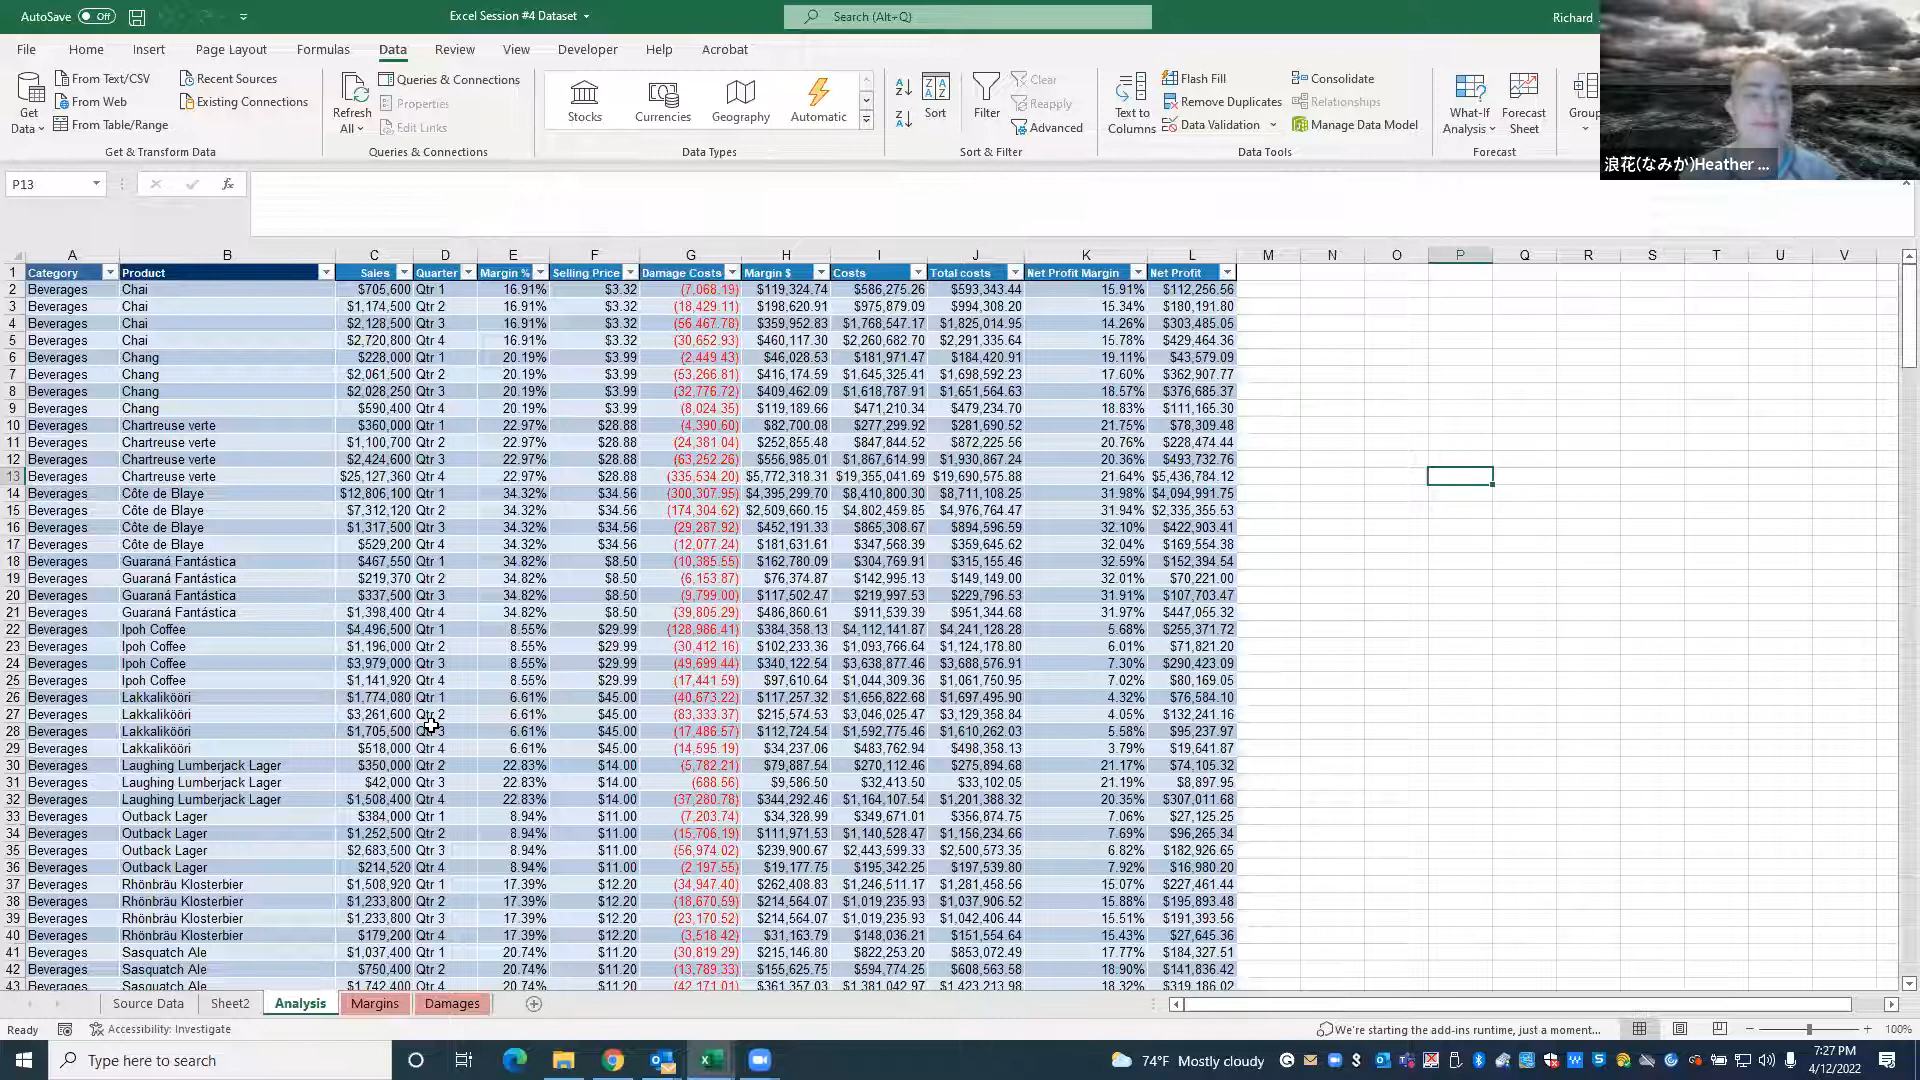 AutoSave Off Excel Session #4 Dataset Search (Alt+Q) Richard
File Home Insert Page Layout Formulas Data Review View Developer Help Acrobat
Get Data From Text/CSV From Web From Table/Range Recent Sources Existing Connections
Get & Transform Data
Refresh All Queries & Connections Properties Edit Links
Queries & Connections
Stocks Currencies Geography Automatic
Data Types
Sort Filter Clear Reapply Advanced
Sort & Filter
Text to Columns Flash Fill Remove Duplicates Data Validation Consolidate Relationships Manage Data Model
Data Tools
What-If Analysis Forecast Sheet
Forecast
Group
浪花(なみか)Heather ...
P13 fx
A B C D E F G H I J K L M N O P Q R S T U V
1 Category Product Sales Quarter Margin % Selling Price Damage Costs Margin $ Costs Total costs Net Profit Margin Net Profit
2 Beverages Chai $705,600 Qtr 1 16.91% $3.32 (7,068.19) $119,324.74 $586,275.26 $593,343.44 15.91% $112,256.56
3 Beverages Chai $1,174,500 Qtr 2 16.91% $3.32 (18,429.11) $198,620.91 $975,879.09 $994,308.20 15.34% $180,191.80
4 Beverages Chai $2,128,500 Qtr 3 16.91% $3.32 (56,467.78) $359,952.83 $1,768,547.17 $1,825,014.95 14.26% $303,485.05
5 Beverages Chai $2,720,800 Qtr 4 16.91% $3.32 (30,652.93) $460,117.30 $2,260,682.70 $2,291,335.64 15.78% $429,464.36
6 Beverages Chang $228,000 Qtr 1 20.19% $3.99 (2,449.43) $46,028.53 $181,971.47 $184,420.91 19.11% $43,579.09
7 Beverages Chang $2,061,500 Qtr 2 20.19% $3.99 (53,266.81) $416,174.59 $1,645,325.41 $1,698,592.23 17.60% $362,907.77
8 Beverages Chang $2,028,250 Qtr 3 20.19% $3.99 (32,776.72) $409,462.09 $1,618,787.91 $1,651,564.63 18.57% $376,685.37
9 Beverages Chang $590,400 Qtr 4 20.19% $3.99 (8,024.35) $119,189.66 $471,210.34 $479,234.70 18.83% $111,165.30
10 Beverages Chartreuse verte $360,000 Qtr 1 22.97% $28.88 (4,390.60) $82,700.08 $277,299.92 $281,690.52 21.75% $78,309.48
11 Beverages Chartreuse verte $1,100,700 Qtr 2 22.97% $28.88 (24,381.04) $252,855.48 $847,844.52 $872,225.56 20.76% $228,474.44
12 Beverages Chartreuse verte $2,424,600 Qtr 3 22.97% $28.88 (63,252.26) $556,985.01 $1,867,614.99 $1,930,867.24 20.36% $493,732.76
13 Beverages Chartreuse verte $25,127,360 Qtr 4 22.97% $28.88 (335,534.20) $5,772,318.31 $19,355,041.69 $19,690,575.88 21.64% $5,436,784.12
14 Beverages Côte de Blaye $12,806,100 Qtr 1 34.32% $34.56 (300,307.95) $4,395,299.70 $8,410,800.30 $8,711,108.25 31.98% $4,094,991.75
15 Beverages Côte de Blaye $7,312,120 Qtr 2 34.32% $34.56 (174,304.62) $2,509,660.15 $4,802,459.85 $4,976,764.47 31.94% $2,335,355.53
16 Beverages Côte de Blaye $1,317,500 Qtr 3 34.32% $34.56 (29,287.92) $452,191.33 $865,308.67 $894,596.59 32.10% $422,903.41
17 Beverages Côte de Blaye $529,200 Qtr 4 34.32% $34.56 (12,077.24) $181,631.61 $347,568.39 $359,645.62 32.04% $169,554.38
18 Beverages Guaraná Fantástica $467,550 Qtr 1 34.82% $8.50 (10,385.55) $162,780.09 $304,769.91 $315,155.46 32.59% $152,394.54
19 Beverages Guaraná Fantástica $219,370 Qtr 2 34.82% $8.50 (6,153.87) $76,374.87 $142,995.13 $149,149.00 32.01% $70,221.00
20 Beverages Guaraná Fantástica $337,500 Qtr 3 34.82% $8.50 (9,799.00) $117,502.47 $219,997.53 $229,796.53 31.91% $107,703.47
21 Beverages Guaraná Fantástica $1,398,400 Qtr 4 34.82% $8.50 (39,805.29) $486,860.61 $911,539.39 $951,344.68 31.97% $447,055.32
22 Beverages Ipoh Coffee $4,496,500 Qtr 1 8.55% $29.99 (128,986.41) $384,358.13 $4,112,141.87 $4,241,128.28 5.68% $255,371.72
23 Beverages Ipoh Coffee $1,196,000 Qtr 2 8.55% $29.99 (30,412.16) $102,233.36 $1,093,766.64 $1,124,178.80 6.01% $71,821.20
24 Beverages Ipoh Coffee $3,979,000 Qtr 3 8.55% $29.99 (49,699.44) $340,122.54 $3,638,877.46 $3,688,576.91 7.30% $290,423.09
25 Beverages Ipoh Coffee $1,141,920 Qtr 4 8.55% $29.99 (17,441.59) $97,610.64 $1,044,309.36 $1,061,750.95 7.02% $80,169.05
26 Beverages Lakkalikööri $1,774,080 Qtr 1 6.61% $45.00 (40,673.22) $117,257.32 $1,656,822.68 $1,697,495.90 4.32% $76,584.10
27 Beverages Lakkalikööri $3,261,600 Qtr 2 6.61% $45.00 (83,333.37) $215,574.53 $3,046,025.47 $3,129,358.84 4.05% $132,241.16
28 Beverages Lakkalikööri $1,705,500 Qtr 3 6.61% $45.00 (17,486.57) $112,724.54 $1,592,775.46 $1,610,262.03 5.58% $95,237.97
29 Beverages Lakkalikööri $518,000 Qtr 4 6.61% $45.00 (14,595.19) $34,237.06 $483,762.94 $498,358.13 3.79% $19,641.87
30 Beverages Laughing Lumberjack Lager $350,000 Qtr 2 22.83% $14.00 (5,782.21) $79,887.54 $270,112.46 $275,894.68 21.17% $74,105.32
31 Beverages Laughing Lumberjack Lager $42,000 Qtr 3 22.83% $14.00 (688.56) $9,586.50 $32,413.50 $33,102.05 21.19% $8,897.95
32 Beverages Laughing Lumberjack Lager $1,508,400 Qtr 4 22.83% $14.00 (37,280.78) $344,292.46 $1,164,107.54 $1,201,388.32 20.35% $307,011.68
33 Beverages Outback Lager $384,000 Qtr 1 8.94% $11.00 (7,203.74) $34,328.99 $349,671.01 $356,874.75 7.06% $27,125.25
34 Beverages Outback Lager $1,252,500 Qtr 2 8.94% $11.00 (15,706.19) $111,971.53 $1,140,528.47 $1,156,234.66 7.69% $96,265.34
35 Beverages Outback Lager $2,683,500 Qtr 3 8.94% $11.00 (56,974.02) $239,900.67 $2,443,599.33 $2,500,573.35 6.82% $182,926.65
36 Beverages Outback Lager $214,520 Qtr 4 8.94% $11.00 (2,197.55) $19,177.75 $195,342.25 $197,539.80 7.92% $16,980.20
37 Beverages Rhönbräu Klosterbier $1,508,920 Qtr 1 17.39% $12.20 (34,947.40) $262,408.83 $1,246,511.17 $1,281,458.56 15.07% $227,461.44
38 Beverages Rhönbräu Klosterbier $1,233,800 Qtr 2 17.39% $12.20 (18,670.59) $214,564.07 $1,019,235.93 $1,037,906.52 15.88% $195,893.48
39 Beverages Rhönbräu Klosterbier $1,233,800 Qtr 3 17.39% $12.20 (23,170.52) $214,564.07 $1,019,235.93 $1,042,406.44 15.51% $191,393.56
40 Beverages Rhönbräu Klosterbier $179,200 Qtr 4 17.39% $12.20 (3,518.42) $31,163.79 $148,036.21 $151,554.64 15.43% $27,645.36
41 Beverages Sasquatch Ale $1,037,400 Qtr 1 20.74% $11.20 (30,819.29) $215,146.80 $822,253.20 $853,072.49 17.77% $184,327.51
42 Beverages Sasquatch Ale $750,400 Qtr 2 20.74% $11.20 (13,789.33) $155,625.75 $594,774.25 $608,563.58 18.90% $141,836.42
43 Beverages Sasquatch Ale $1,742,400 Qtr 4 20.74% $11.20 (42,171.01) $361,357.03 $1,381,042.97 $1,423,213.98 18.32% $319,186.02
Source Data Sheet2 Analysis Margins Damages
Ready Accessibility: Investigate We're starting the add-ins runtime, just a moment... 100%
Type here to search 74°F Mostly cloudy 7:27 PM
4/12/2022